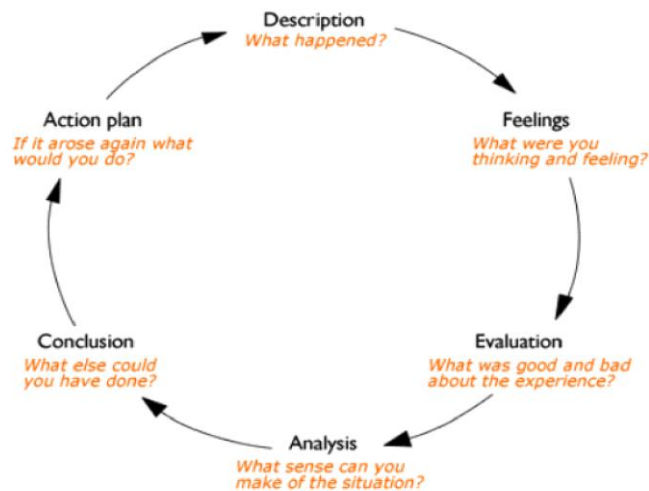 Description
What happened?
Feelings
What were you
thinking and feeling?
Evaluation
What was good and bad
about the experience?
Analysis
What sense can you
make of the situation?
Conclusion
What else could
you have done?
Action plan
If it arose again what
would you do?